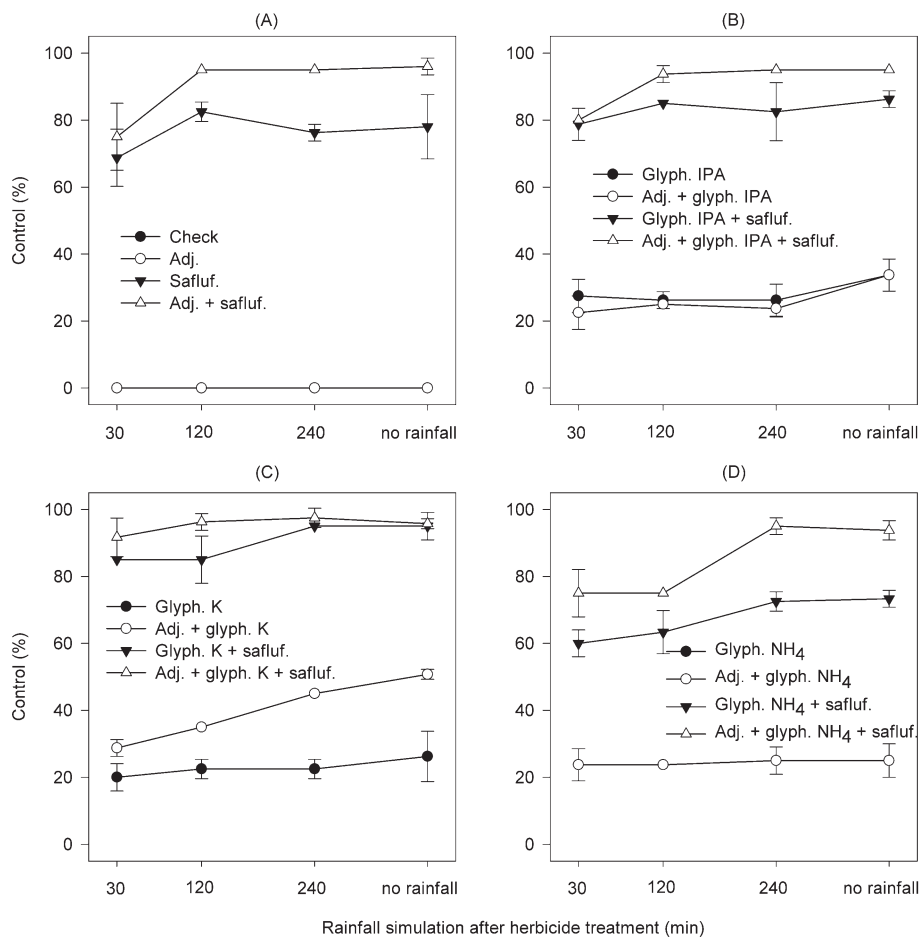 (A)
100
80
60
40
20
0
Control (%)
Check
Adj.
Safluf.
Adj. + safluf.
30 120 240 no rainfall
(B)
100
80
60
40
20
0
Glyph. IPA
Adj. + glyph. IPA
Glyph. IPA + safluf.
Adj. + glyph. IPA + safluf.
30 120 240 no rainfall
(C)
100
80
60
40
20
0
Control (%)
Glyph. K
Adj. + glyph. K
Glyph. K + safluf.
Adj. + glyph. K + safluf.
30 120 240 no rainfall
(D)
100
80
60
40
20
0
Glyph. NH4
Adj. + glyph. NH4
Glyph. NH4 + safluf.
Adj. + glyph. NH4 + safluf.
30 120 240 no rainfall
Rainfall simulation after herbicide treatment (min)